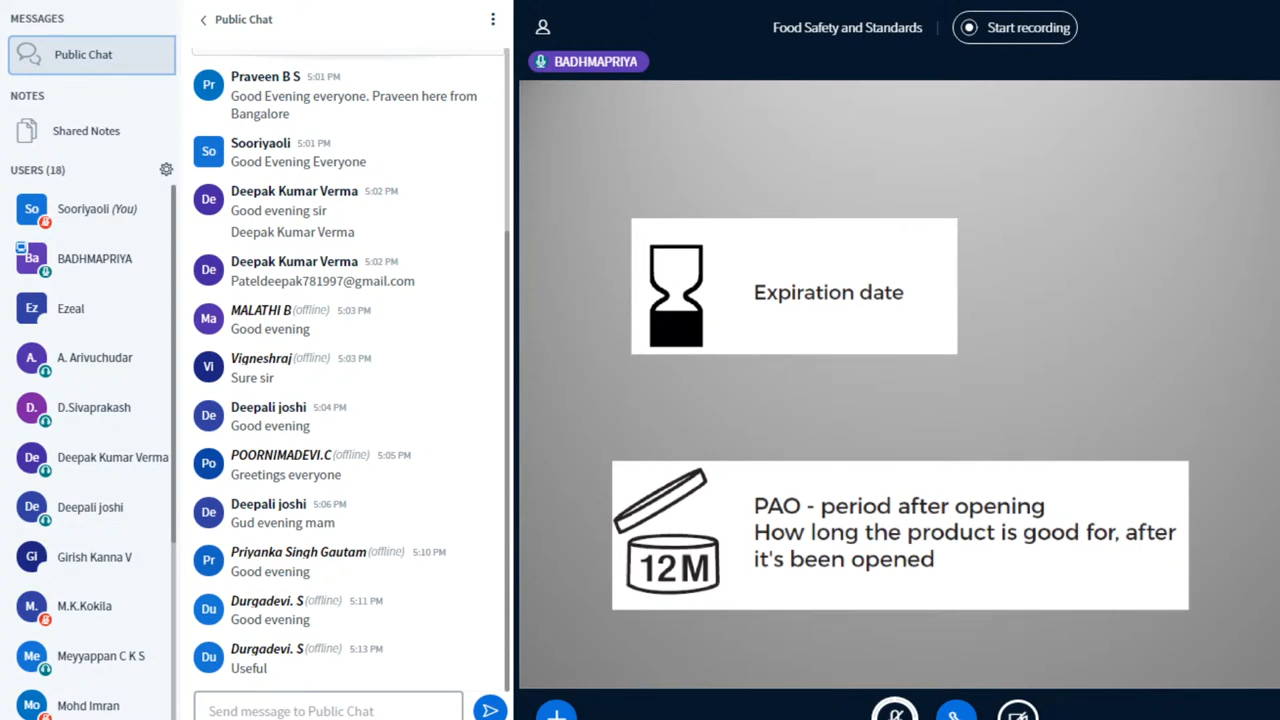 MESSAGES
Public Chat
NOTES
Shared Notes
USERS (18)
So
Sooriyaoli (You)
Ba
BADHMAPRIYA
Ez
Ezeal
A.
A. Arivuchudar
D.
D.Sivaprakash
De
Deepak Kumar Verma
De
Deepali joshi
Gi
Girish Kanna V
M.
M.K.Kokila
Me
Meyyappan C K S
Mo
Mohd Imran
Public Chat
Pr
Praveen B S 5:01 PM
Good Evening everyone. Praveen here from
Bangalore
So
Sooriyaoli 5:01 PM
Good Evening Everyone
De
Deepak Kumar Verma 5:02 PM
Good evening sir
Deepak Kumar Verma
De
Deepak Kumar Verma 5:02 PM
Pateldeepak781997@gmail.com
Ma
MALATHI B (offline) 5:03 PM
Good evening
Vi
Vigneshraj (offline) 5:03 PM
Sure sir
De
Deepali joshi 5:04 PM
Good evening
Po
POORNIMADEVI.C (offline) 5:05 PM
Greetings everyone
De
Deepali joshi 5:06 PM
Gud evening mam
Pr
Priyanka Singh Gautam (offline) 5:10 PM
Good evening
Du
Durgadevi. S (offline) 5:11 PM
Good evening
Du
Durgadevi. S (offline) 5:13 PM
Useful
Send message to Public Chat
Food Safety and Standards
Start recording
BADHMAPRIYA
Expiration date
12M
PAO - period after opening
How long the product is good for, after
it's been opened